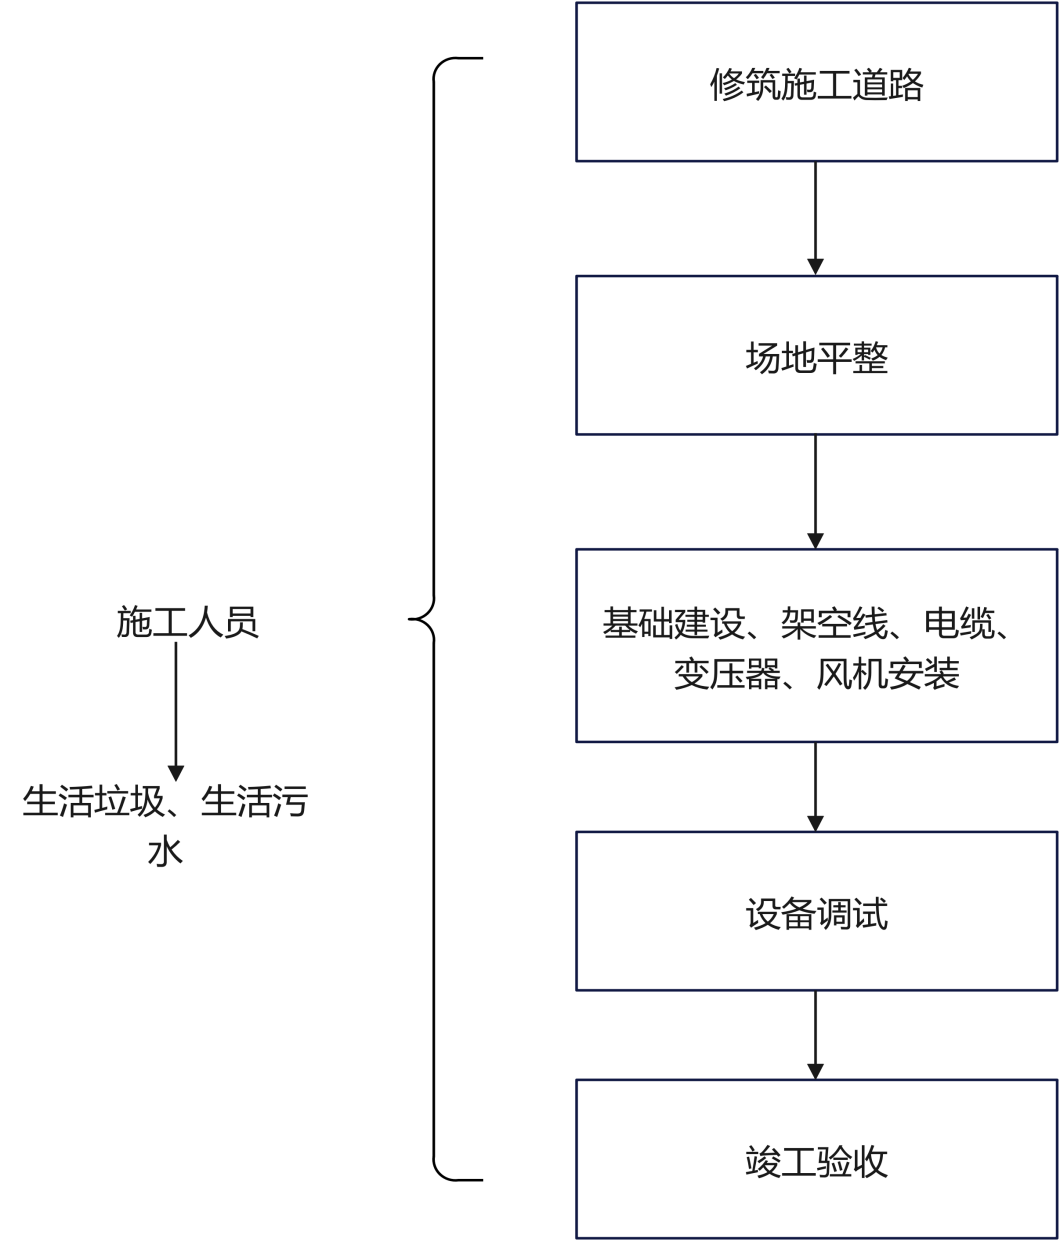 修筑施工道路
场地平整
施工人员
生活垃圾、生活污
水
基础建设、架空线、电缆、
变压器、风机安装
设备调试
竣工验收